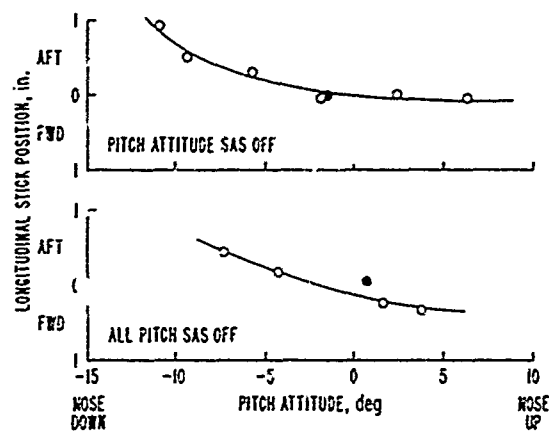 1
AFT
0
FWD
1
PITCH ATTITUDE SAS OFF
LONGITUDINAL STICK POSITION, in.
1
AFT
0
FWD
1
ALL PITCH SAS OFF
-15 -10 -5 0 5 10
NOSE DOWN
PITCH ATTITUDE, deg
NOSE UP